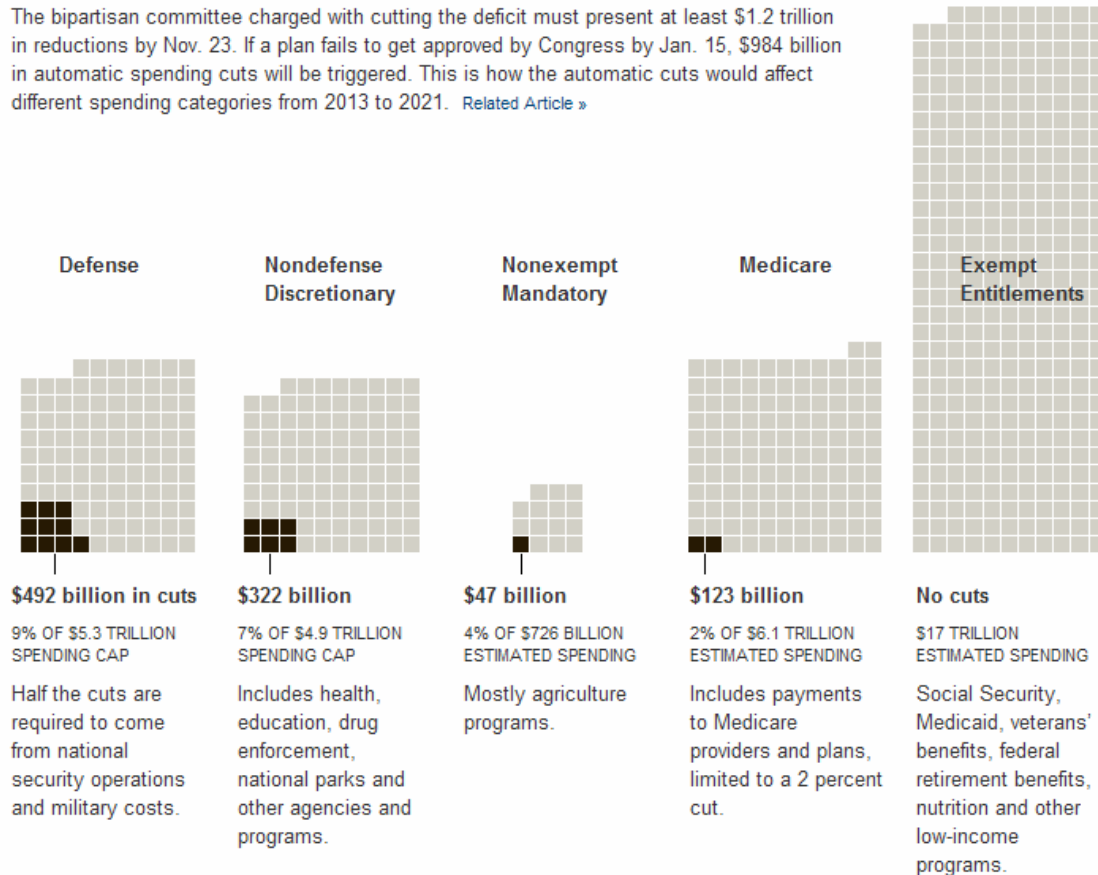 The bipartisan committee charged with cutting the deficit must present at least $1.2 trillion
in reductions by Nov. 23. If a plan fails to get approved by Congress by Jan. 15, $984 billion
in automatic spending cuts will be triggered. This is how the automatic cuts would affect
different spending categories from 2013 to 2021. Related Article »
Defense
Nondefense
Discretionary
Nonexempt
Mandatory
Medicare
Exempt
Entitlements
$492 billion in cuts
9% OF $5.3 TRILLION
SPENDING CAP
Half the cuts are
required to come
from national
security operations
and military costs.
$322 billion
7% OF $4.9 TRILLION
SPENDING CAP
Includes health,
education, drug
enforcement,
national parks and
other agencies and
programs.
$47 billion
4% OF $726 BILLION
ESTIMATED SPENDING
Mostly agriculture
programs.
$123 billion
2% OF $6.1 TRILLION
ESTIMATED SPENDING
Includes payments
to Medicare
providers and plans,
limited to a 2 percent
cut.
No cuts
$17 TRILLION
ESTIMATED SPENDING
Social Security,
Medicaid, veterans’
benefits, federal
retirement benefits,
nutrition and other
low-income
programs.